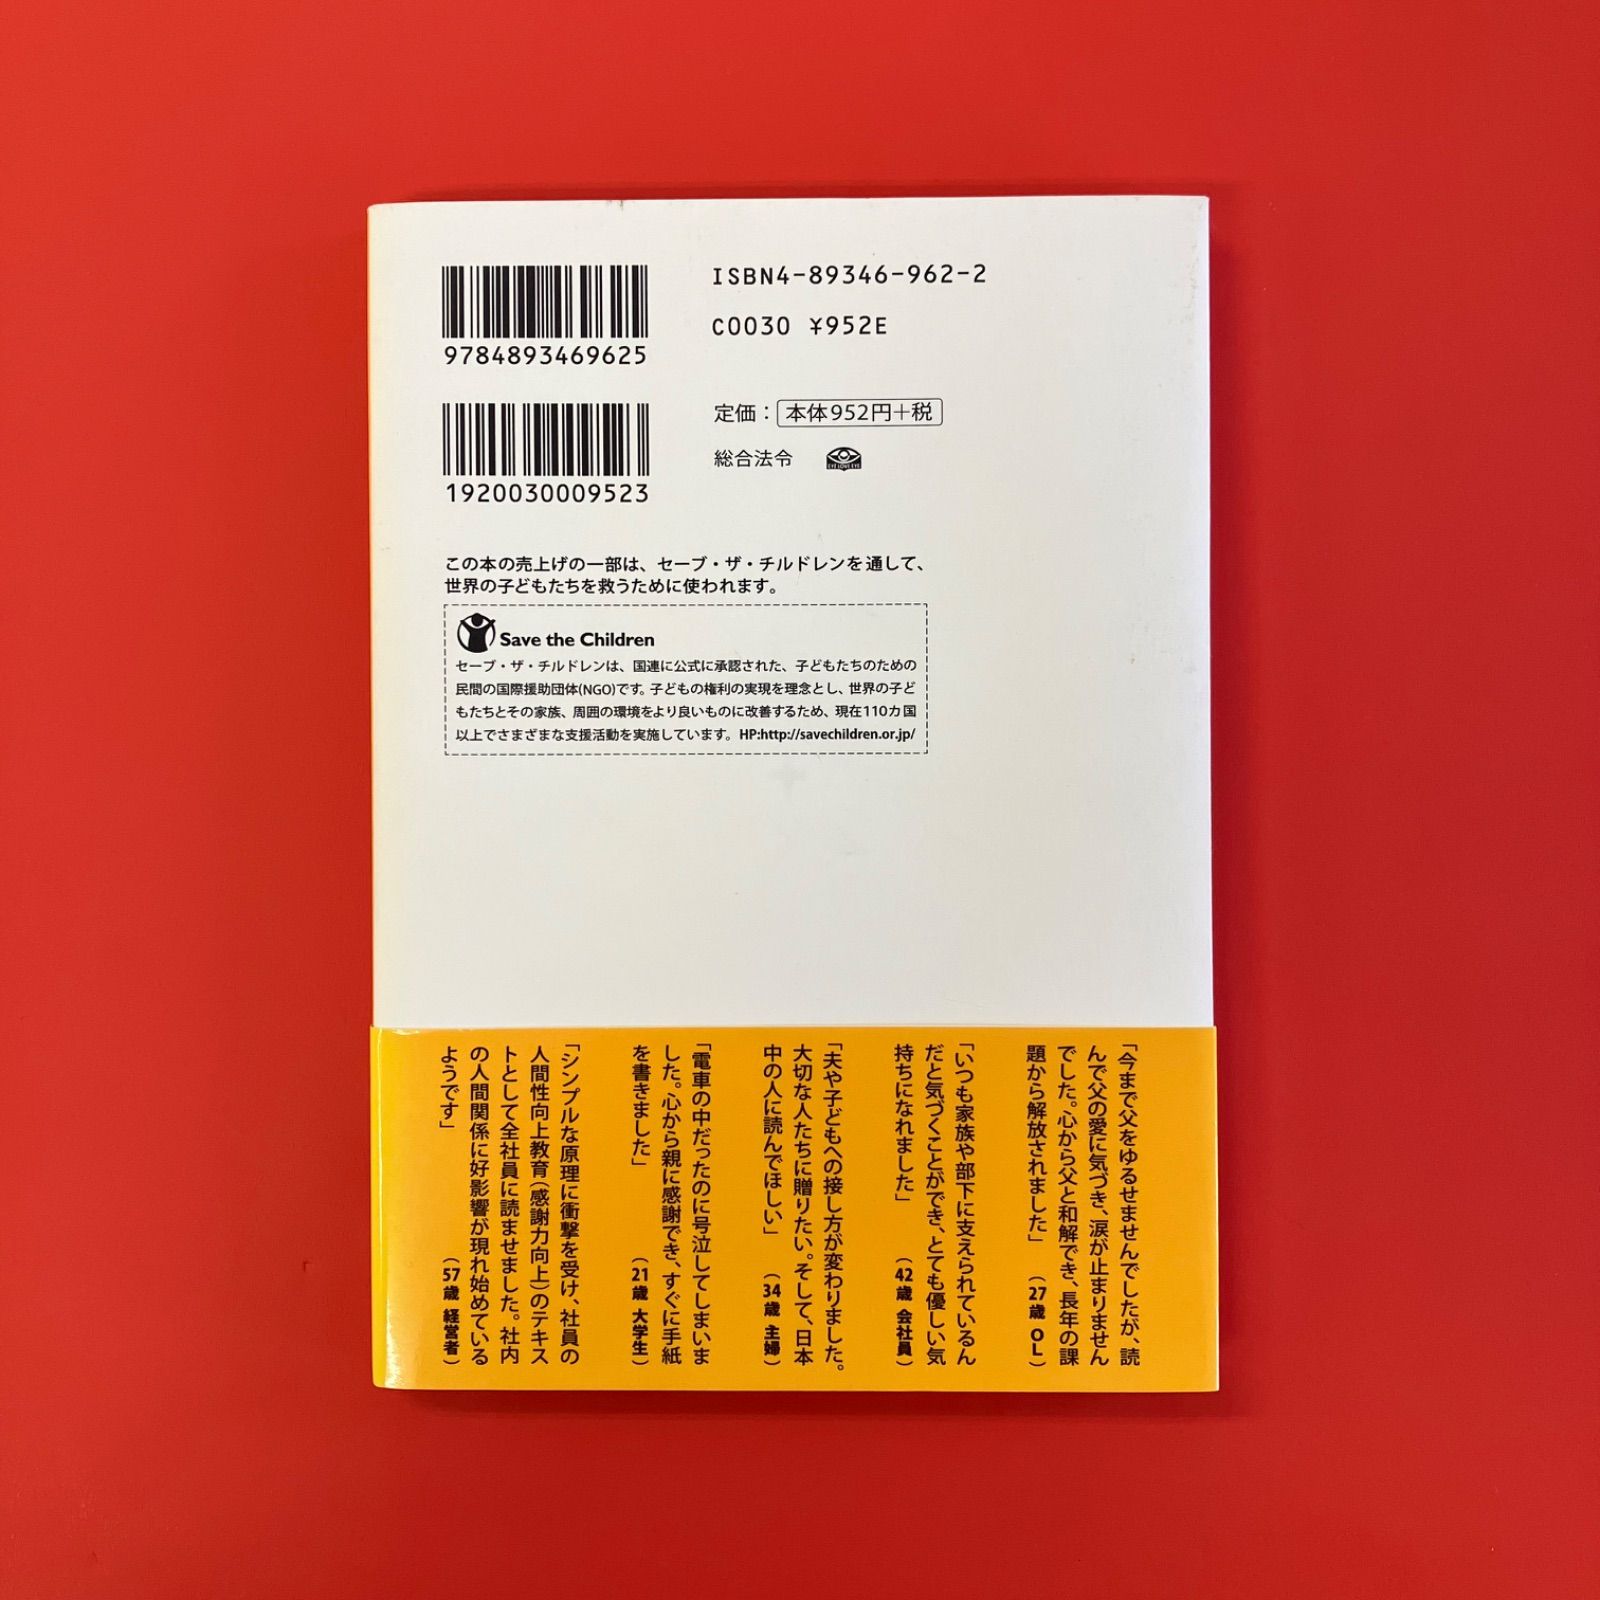 9784893469625
ISBN4-89346-962-2
C0030 ¥952E
1920030009523
定価：本体952円+税
総合法令
EYE LOVE EYE
この本の売上げの一部は、セーブ・ザ・チルドレンを通して、
世界の子どもたちを救うために使われます。
Save the Children
セーブ・ザ・チルドレンは、国連に公式に承認された、子どもたちのための
民間の国際援助団体(NGO)です。子どもの権利の実現を理念とし、世界の子ど
もたちとその家族、周囲の環境をより良いものに改善するため、現在110カ国
以上でさまざまな支援活動を実施しています。HP:http://savechildren.or.jp/
「今まで父をゆるせませんでしたが、読
んで父の愛に気づき、涙が止まりません
でした。心から父と和解でき、長年の課
題から解放されました」（27歳 OL）
「いつも家族や部下に支えられているん
だと気づくことができ、とても優しい気
持ちになれました」（42歳 会社員）
「夫や子どもへの接し方が変わりました。
大切な人たちに贈りたい。そして、日本
中の人に読んでほしい」（34歳 主婦）
「電車の中だったのに号泣してしまいま
した。心から親に感謝でき、すぐに手紙
を書きました」（21歳 大学生）
「シンプルな原理に衝撃を受け、社員の
人間性向上教育（感謝力向上）のテキス
トとして全社員に読ませました。社内
の人間関係に好影響が現れ始めている
ようです」（57歳 経営者）